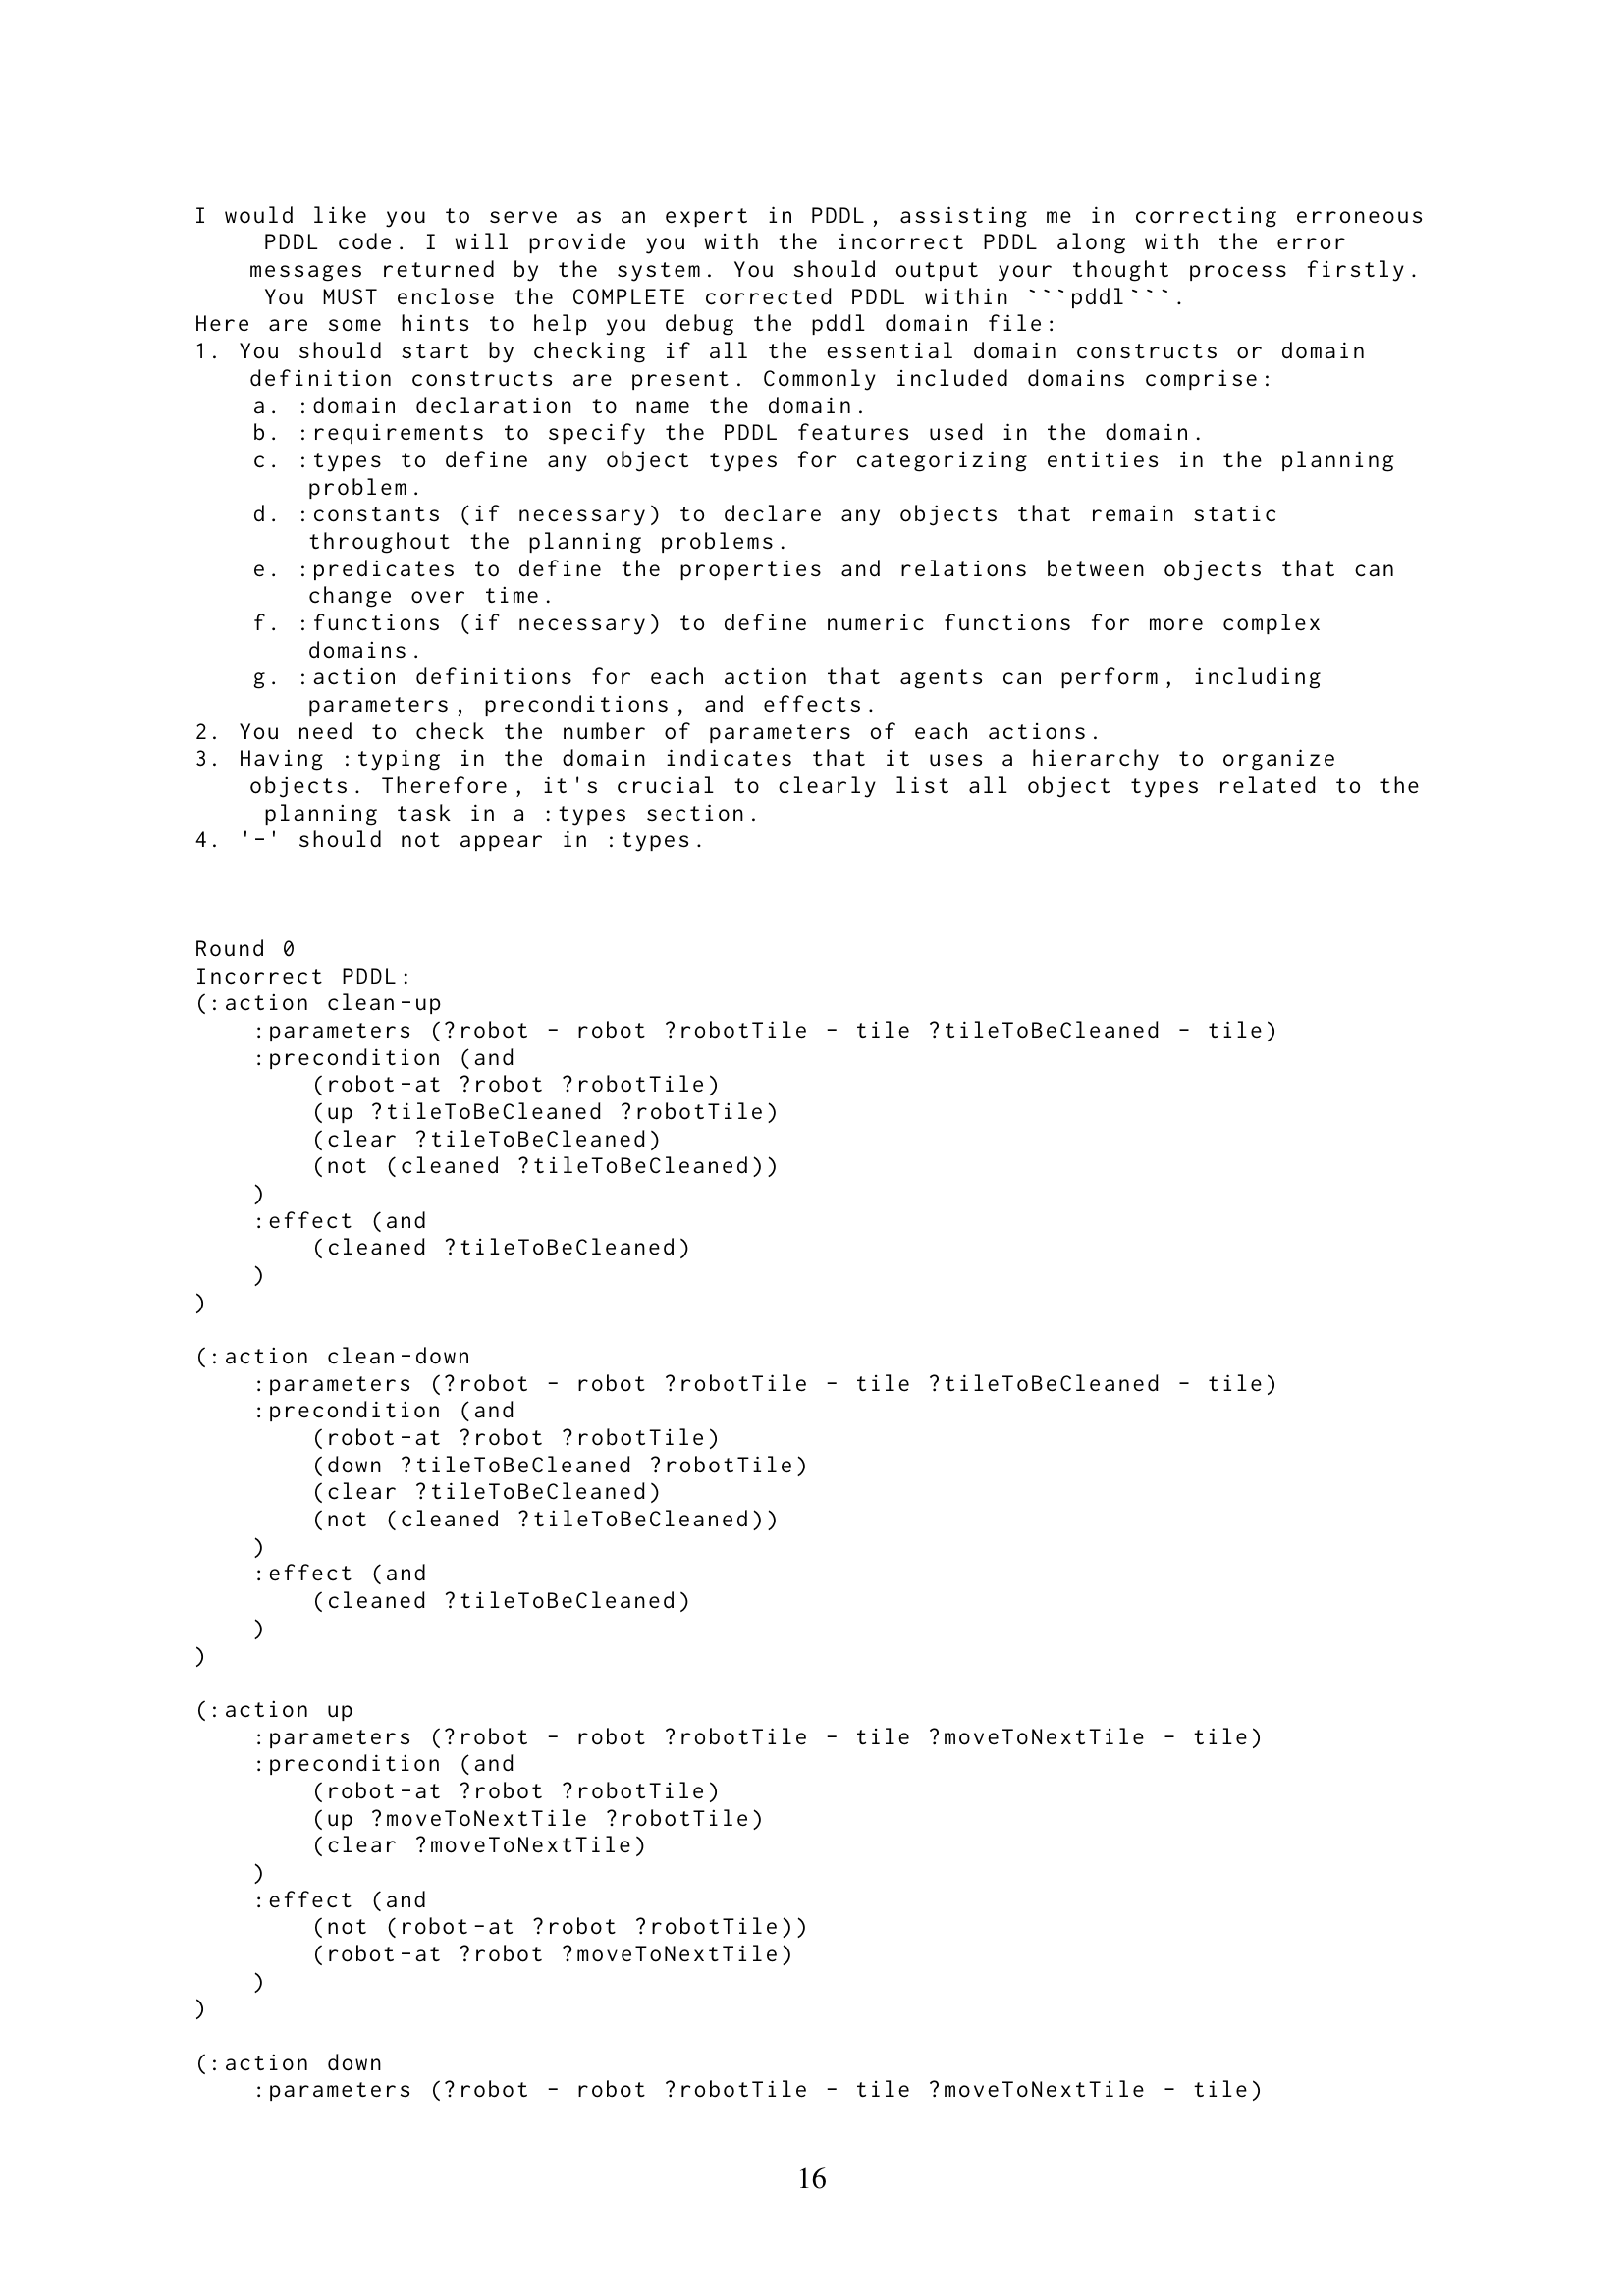 I would like you to serve as an expert in PDDL, assisting me in correcting erroneous
PDDL code. I will provide you with the incorrect PDDL along with the error
messages returned by the system. You should output your thought process firstly.
You MUST enclose the COMPLETE corrected PDDL within ```pddl```.
Here are some hints to help you debug the pddl domain file:
1. You should start by checking if all the essential domain constructs or domain
definition constructs are present. Commonly included domains comprise:
a. :domain declaration to name the domain.
b. :requirements to specify the PDDL features used in the domain.
c. :types to define any object types for categorizing entities in the planning
problem.
d. :constants (if necessary) to declare any objects that remain static
throughout the planning problems.
e. :predicates to define the properties and relations between objects that can
change over time.
f. :functions (if necessary) to define numeric functions for more complex
domains.
g. :action definitions for each action that agents can perform, including
parameters, preconditions, and effects.
2. You need to check the number of parameters of each actions.
3. Having :typing in the domain indicates that it uses a hierarchy to organize
objects. Therefore, it's crucial to clearly list all object types related to the
planning task in a :types section.
4. '-' should not appear in :types.
Round 0
Incorrect PDDL:
(:action clean-up
:parameters (?robot - robot ?robotTile - tile ?tileToBeCleaned - tile)
:precondition (and
(robot-at ?robot ?robotTile)
(up ?tileToBeCleaned ?robotTile)
(clear ?tileToBeCleaned)
(not (cleaned ?tileToBeCleaned))
)
:effect (and
(cleaned ?tileToBeCleaned)
)
)
(:action clean-down
:parameters (?robot - robot ?robotTile - tile ?tileToBeCleaned - tile)
:precondition (and
(robot-at ?robot ?robotTile)
(down ?tileToBeCleaned ?robotTile)
(clear ?tileToBeCleaned)
(not (cleaned ?tileToBeCleaned))
)
:effect (and
(cleaned ?tileToBeCleaned)
)
)
(:action up
:parameters (?robot - robot ?robotTile - tile ?moveToNextTile - tile)
:precondition (and
(robot-at ?robot ?robotTile)
(up ?moveToNextTile ?robotTile)
(clear ?moveToNextTile)
)
:effect (and
(not (robot-at ?robot ?robotTile))
(robot-at ?robot ?moveToNextTile)
)
)
(:action down
:parameters (?robot - robot ?robotTile - tile ?moveToNextTile - tile)
16